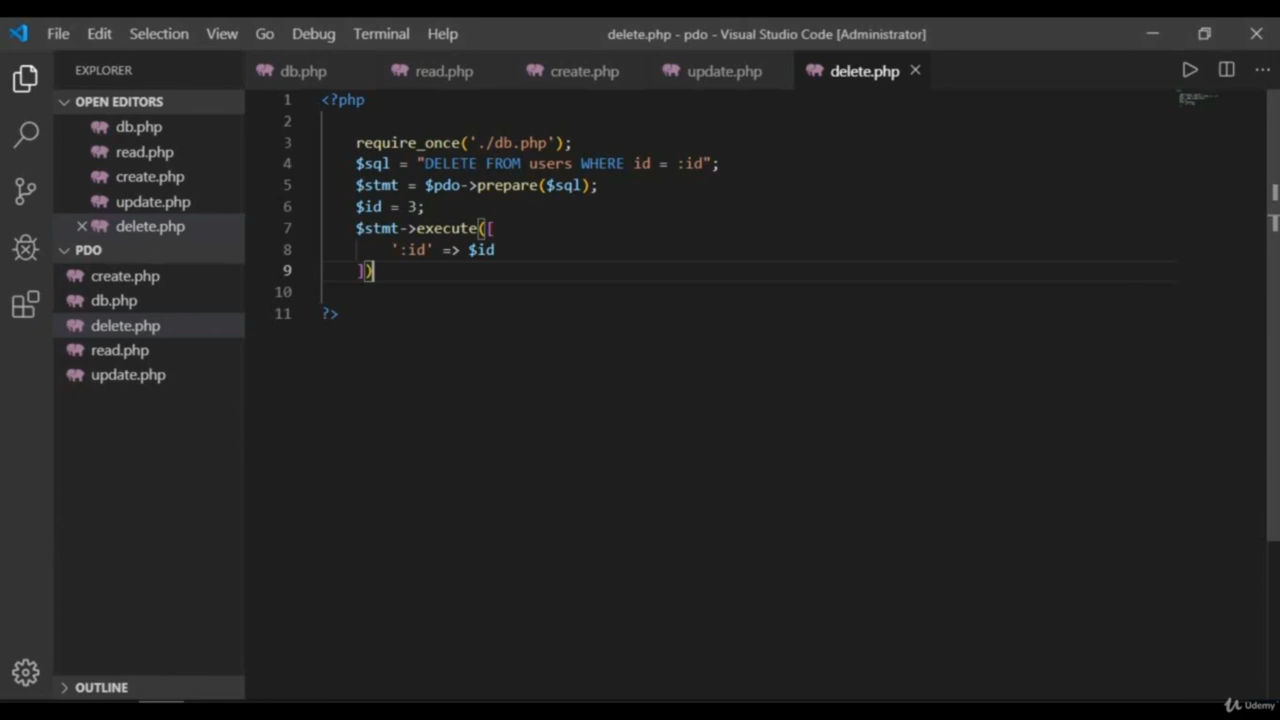 File Edit Selection View Go Debug Terminal Help delete.php - pdo - Visual Studio Code [Administrator]
EXPLORER db.php read.php create.php update.php delete.php
OPEN EDITORS
db.php
read.php
create.php
update.php
delete.php
PDO
create.php
db.php
delete.php
read.php
update.php
OUTLINE
1 <?php
2
3 require_once('./db.php');
4 $sql = "DELETE FROM users WHERE id = :id";
5 $stmt = $pdo->prepare($sql);
6 $id = 3;
7 $stmt->execute([
8 ':id' => $id
9 ])
10
11 ?>
Udemy